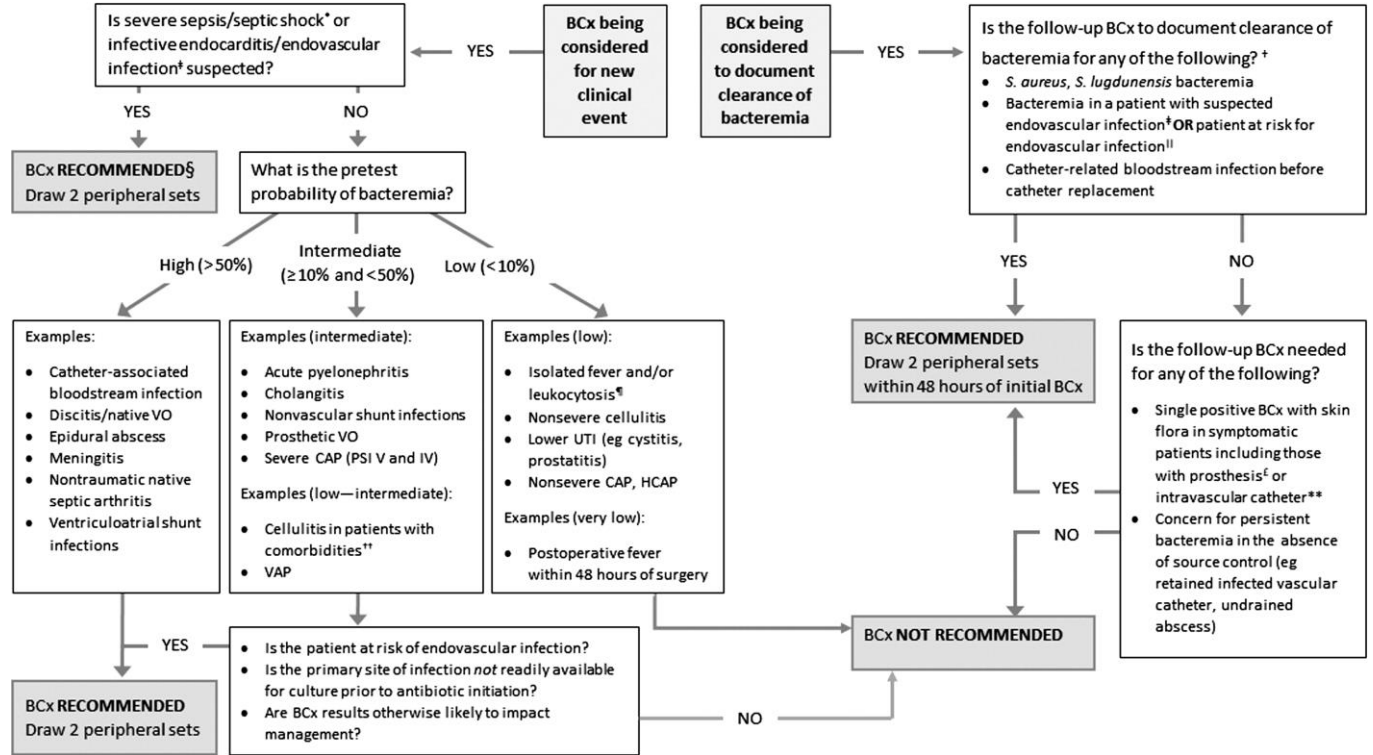 Is severe sepsis/septic shock* or
infective endocarditis/endovascular
infection‡ suspected?
YES
BCx being
considered
for new
clinical
event
BCx being
considered
to document
clearance of
bacteremia
YES
Is the follow-up BCx to document clearance of
bacteremia for any of the following? †
• S. aureus, S. lugdunensis bacteremia
• Bacteremia in a patient with suspected
endovascular infection‡ OR patient at risk for
endovascular infection||
• Catheter-related bloodstream infection before
catheter replacement
YES
NO
BCx RECOMMENDED§
Draw 2 peripheral sets
What is the pretest
probability of bacteremia?
High (>50%)
Intermediate
(≥10% and <50%)
Low (<10%)
YES
NO
Examples:
• Catheter-associated
bloodstream infection
• Discitis/native VO
• Epidural abscess
• Meningitis
• Nontraumatic native
septic arthritis
• Ventriculoatrial shunt
infections
Examples (intermediate):
• Acute pyelonephritis
• Cholangitis
• Nonvascular shunt infections
• Prosthetic VO
• Severe CAP (PSI V and IV)
Examples (low—intermediate):
• Cellulitis in patients with
comorbidities††
• VAP
Examples (low):
• Isolated fever and/or
leukocytosis¶
• Nonsevere cellulitis
• Lower UTI (eg cystitis,
prostatitis)
• Nonsevere CAP, HCAP
Examples (very low):
• Postoperative fever
within 48 hours of surgery
BCx RECOMMENDED
Draw 2 peripheral sets
within 48 hours of initial BCx
Is the follow-up BCx needed
for any of the following?
• Single positive BCx with skin
flora in symptomatic
patients including those
with prosthesis£ or
intravascular catheter**
• Concern for persistent
bacteremia in the absence
of source control (eg
retained infected vascular
catheter, undrained
abscess)
YES
NO
YES
• Is the patient at risk of endovascular infection?
• Is the primary site of infection not readily available
for culture prior to antibiotic initiation?
• Are BCx results otherwise likely to impact
management?
BCx RECOMMENDED
Draw 2 peripheral sets
NO
BCx NOT RECOMMENDED